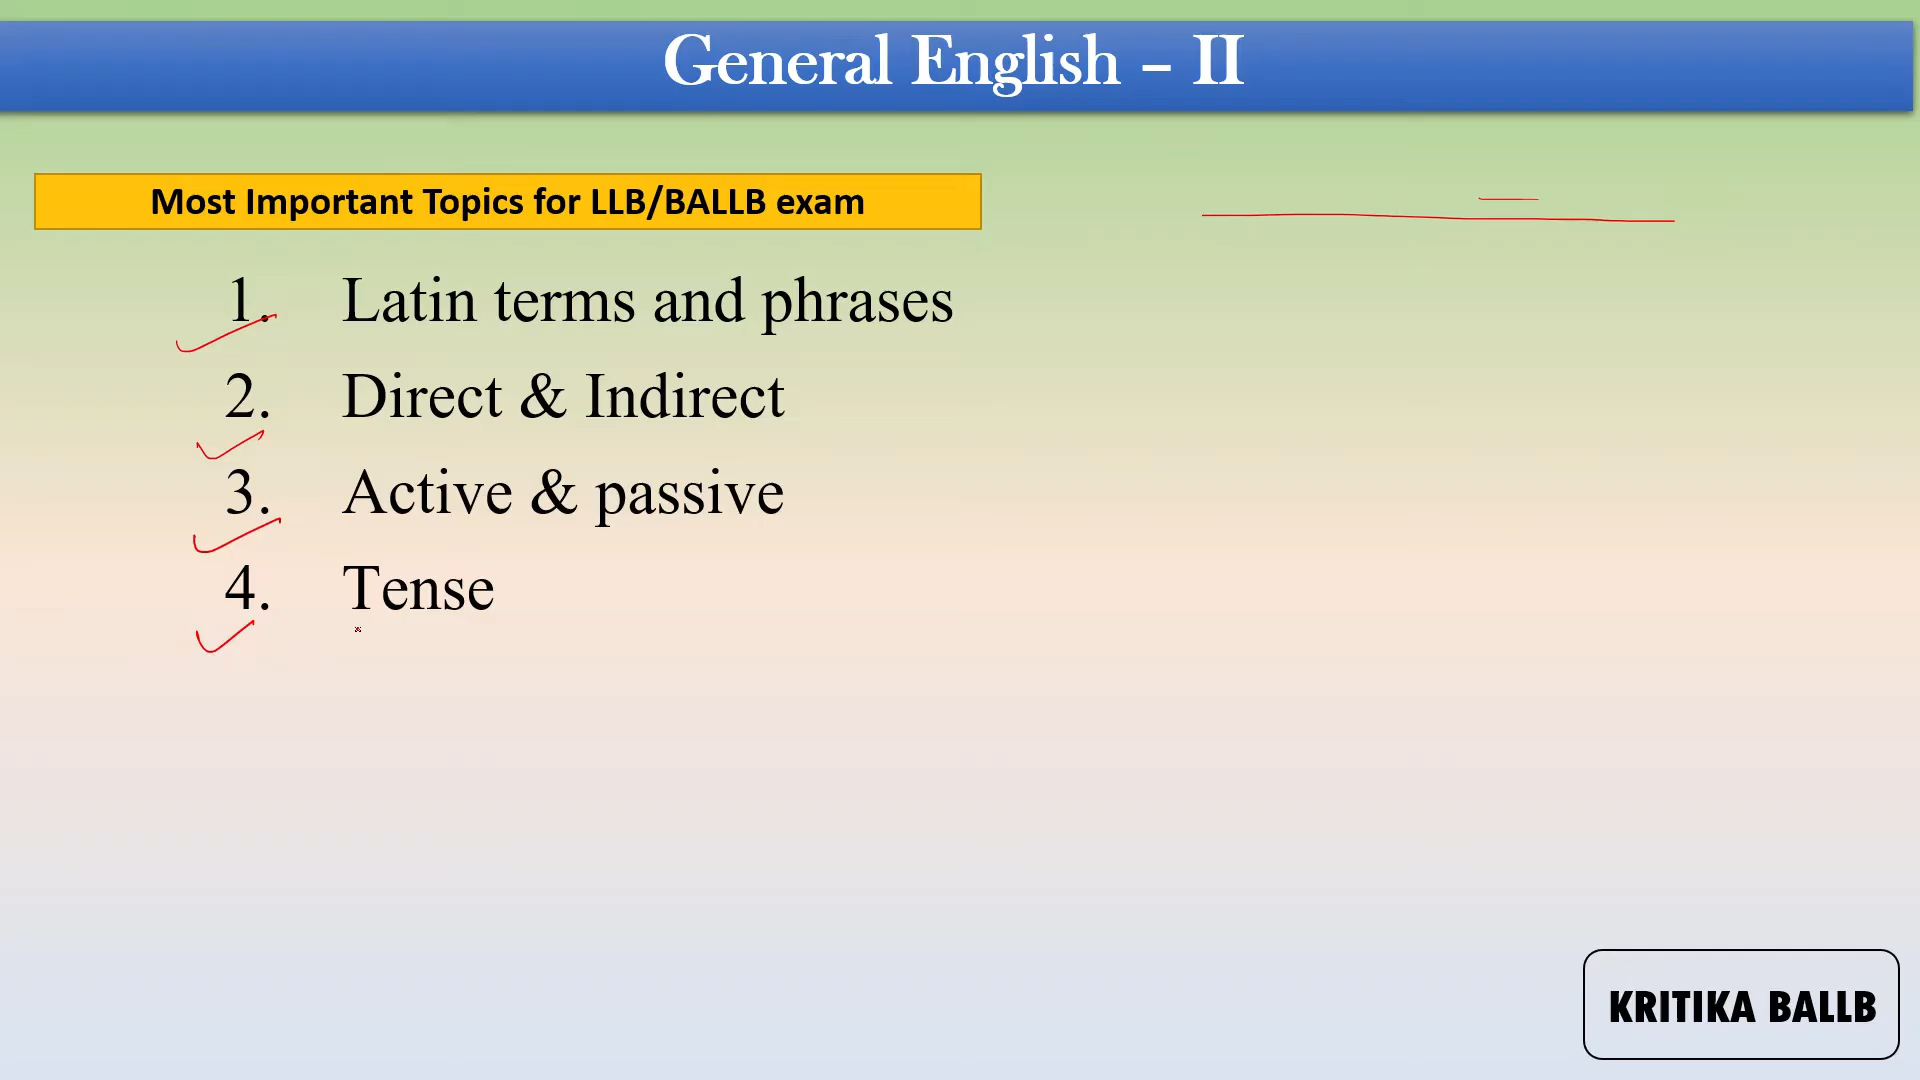 General English – II
Most Important Topics for LLB/BALLB exam
1. Latin terms and phrases
2. Direct & Indirect
3. Active & passive
4. Tense
KRITIKA BALLB